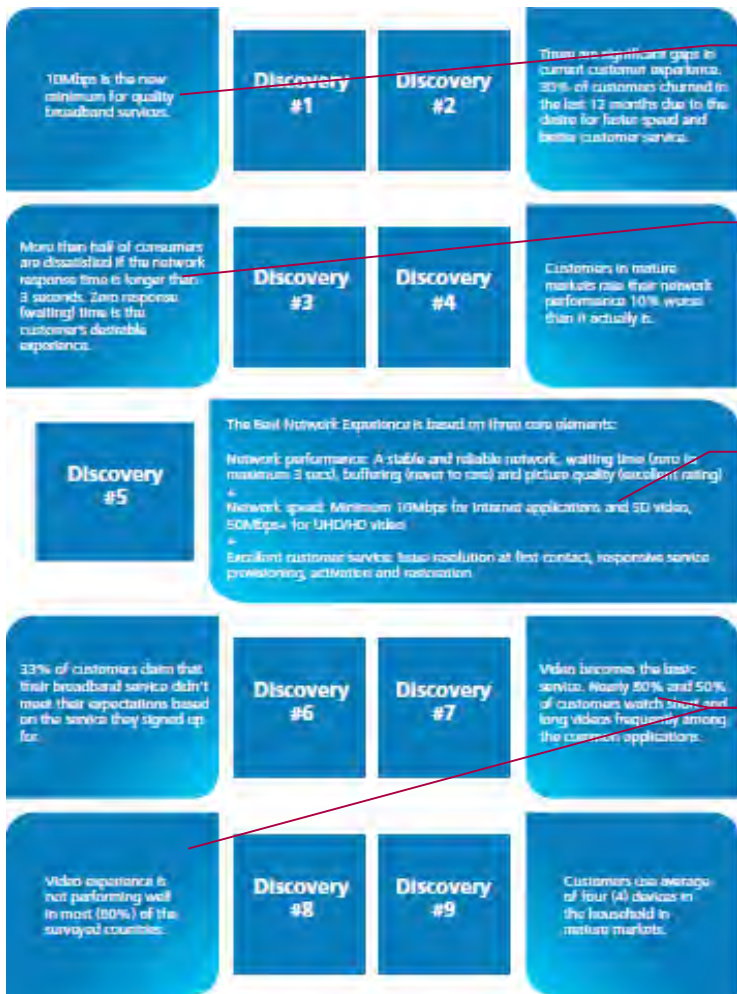 10Mbps is the new
minimum for quality
broadband services.
Discovery
#1
Discovery
#2
There are significant gaps in
current customer experience.
30% of customers churned in
the last 12 months due to the
desire for faster speed and
better customer service.
More than half of consumers
are dissatisfied if the network
response time is longer than
3 seconds. Zero response
(waiting) time is the
customer's desirable
experience.
Discovery
#3
Discovery
#4
Customers in mature
markets rate their network
performance 10% worse
than it actually is.
Discovery
#5
The Best Network Experience is based on three core elements:
Network performance: A stable and reliable network, waiting time (zero to
maximum 3 secs), buffering (never to rare) and picture quality (excellent rating)
+
Network speed: Minimum 10Mbps for Internet applications and SD video,
50Mbps+ for UHD/HD video
+
Excellent customer service: Issue resolution at first contact, responsive service
provisioning, activation and restoration
33% of customers claim that
their broadband service didn't
meet their expectations based
on the service they signed up
for.
Discovery
#6
Discovery
#7
Video becomes the basic
service. Nearly and 50%
of customers watch short and
long videos frequently among
the common applications.
Video experience is
not performing well
in most of the
surveyed countries.
Discovery
#8
Discovery
#9
Customers use average
of four (4) devices in
the household in
mature markets.